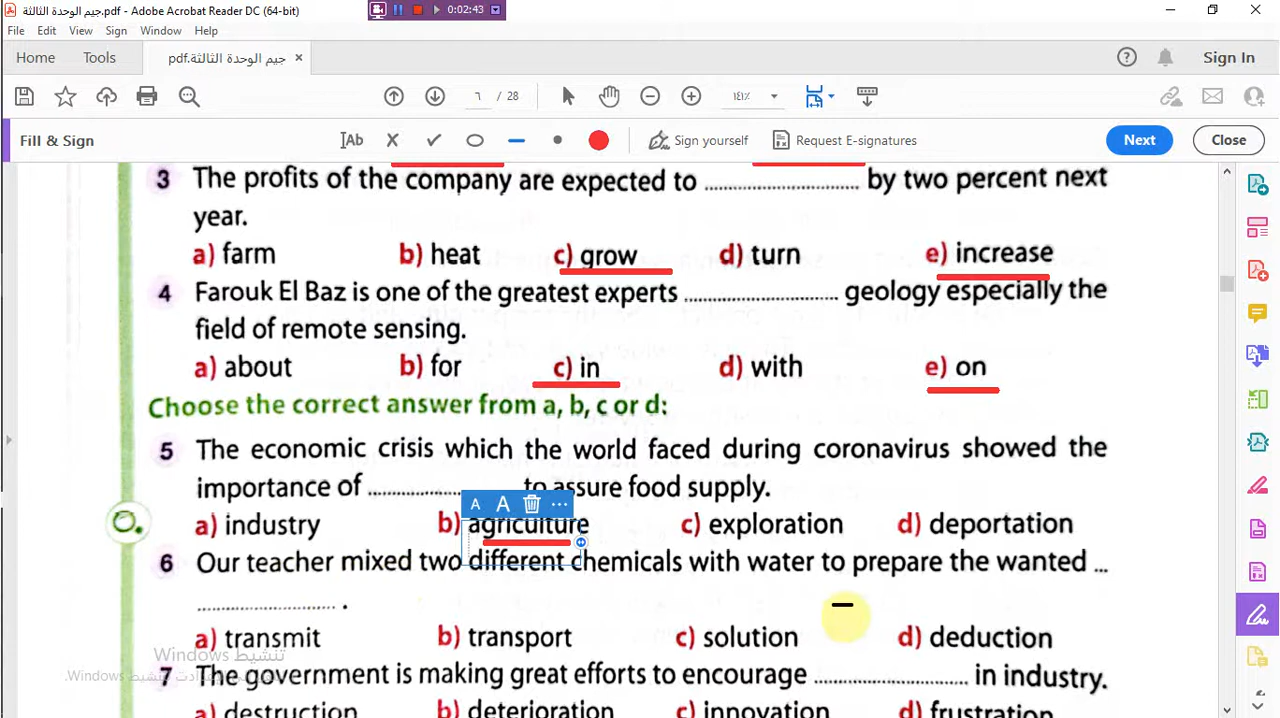 جيم الوحدة الثالثة.pdf - Adobe Acrobat Reader DC (64-bit)
0:02:43
File Edit View Sign Window Help
Home Tools جيم الوحدة الثالثة.pdf × Sign In
٦ / 28 ١٤١٪
Fill & Sign Ab Sign yourself Request E-signatures Next Close
3 The profits of the company are expected to ........................... by two percent next
year.
a) farm b) heat c) grow d) turn e) increase
4 Farouk El Baz is one of the greatest experts ........................... geology especially the
field of remote sensing.
a) about b) for c) in d) with e) on
Choose the correct answer from a, b, c or d:
5 The economic crisis which the world faced during coronavirus showed the
importance of ................ to assure food supply.
A A ...
a) industry b) agriculture c) exploration d) deportation
6 Our teacher mixed two different chemicals with water to prepare the wanted ...
........................ .
a) transmit b) transport c) solution d) deduction
تنشيط Windows
7 The government is making great efforts to encourage ........................... in industry.
تنشيط Windows.
a) destruction b) deterioration c) innovation d) frustration